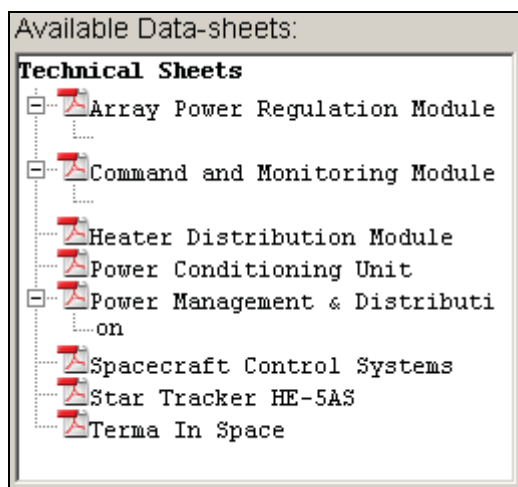 Available Data-sheets:
Technical Sheets
Array Power Regulation Module
Command and Monitoring Module
Heater Distribution Module
Power Conditioning Unit
Power Management & Distributi
on
Spacecraft Control Systems
Star Tracker HE-5AS
Terma In Space